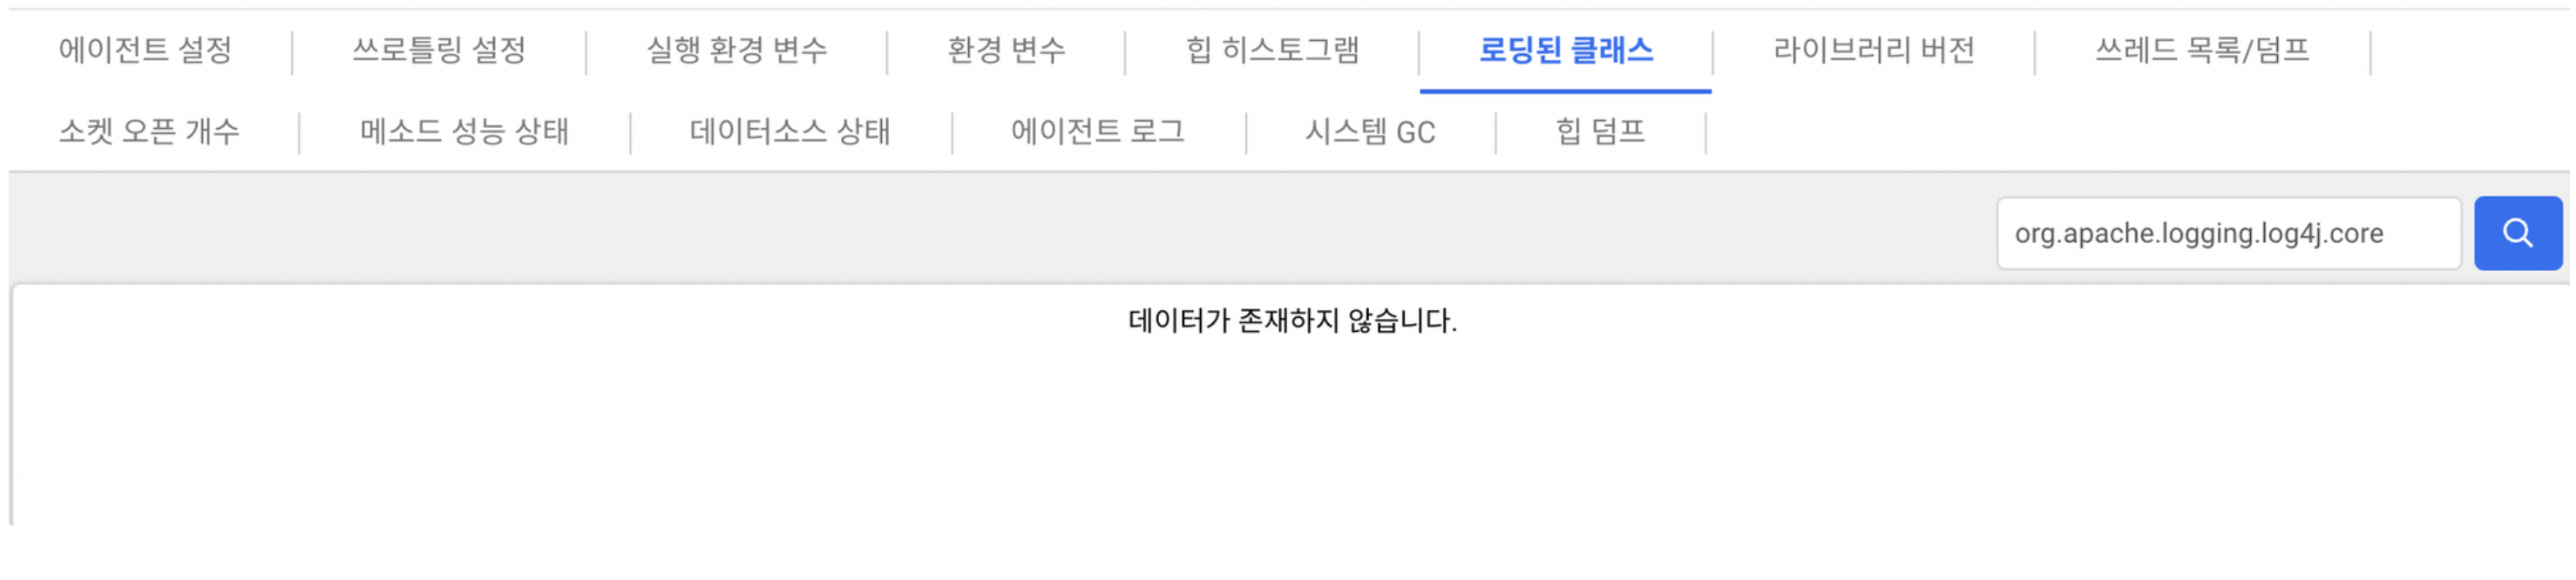 에이전트 설정 쓰로틀링 설정 실행 환경 변수 환경 변수 힙 히스토그램 로딩된 클래스 라이브러리 버전 쓰레드 목록/덤프
소켓 오픈 개수 메소드 성능 상태 데이터소스 상태 에이전트 로그 시스템 GC 힙 덤프
org.apache.logging.log4j.core
데이터가 존재하지 않습니다.